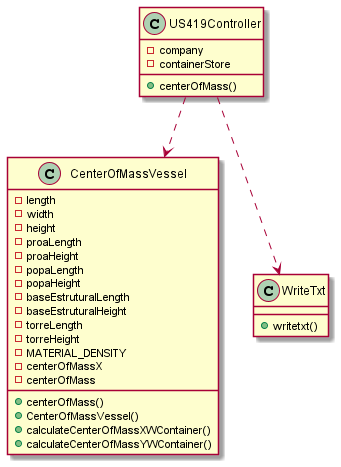 C US419Controller
company
containerStore
centerOfMass()
C CenterOfMassVessel
length
width
height
proaLength
proaHeight
popaLength
popaHeight
baseEstruturalLength
baseEstruturalHeight
torreLength
torreHeight
MATERIAL_DENSITY
centerOfMassX
centerOfMass
centerOfMass()
CenterOfMassVessel()
calculateCenterOfMassXWContainer()
calculateCenterOfMassYWContainer()
C WriteTxt
writetxt()